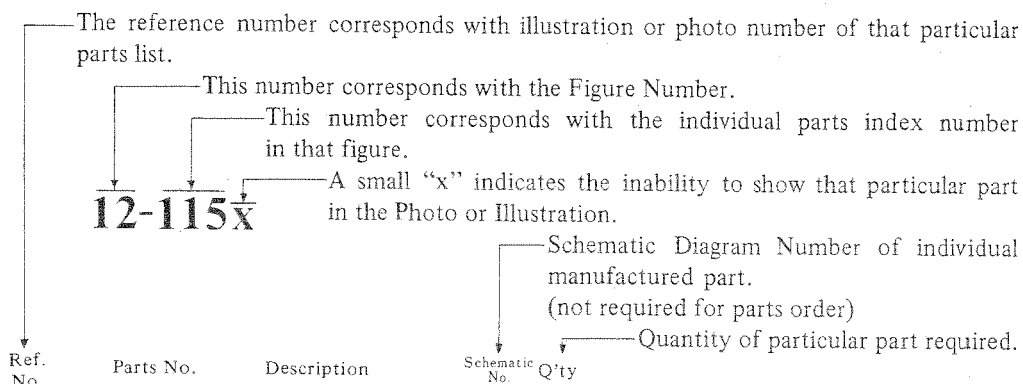 The reference number corresponds with illustration or photo number of that particular
parts list.
This number corresponds with the Figure Number.
This number corresponds with the individual parts index number
in that figure.
A small “x” indicates the inability to show that particular part
in the Photo or Illustration.
12-115x
Schematic Diagram Number of individual
manufactured part.
(not required for parts order)
Quantity of particular part required.
Ref.
No.
Parts No.
Description
Schematic
No.
Q'ty